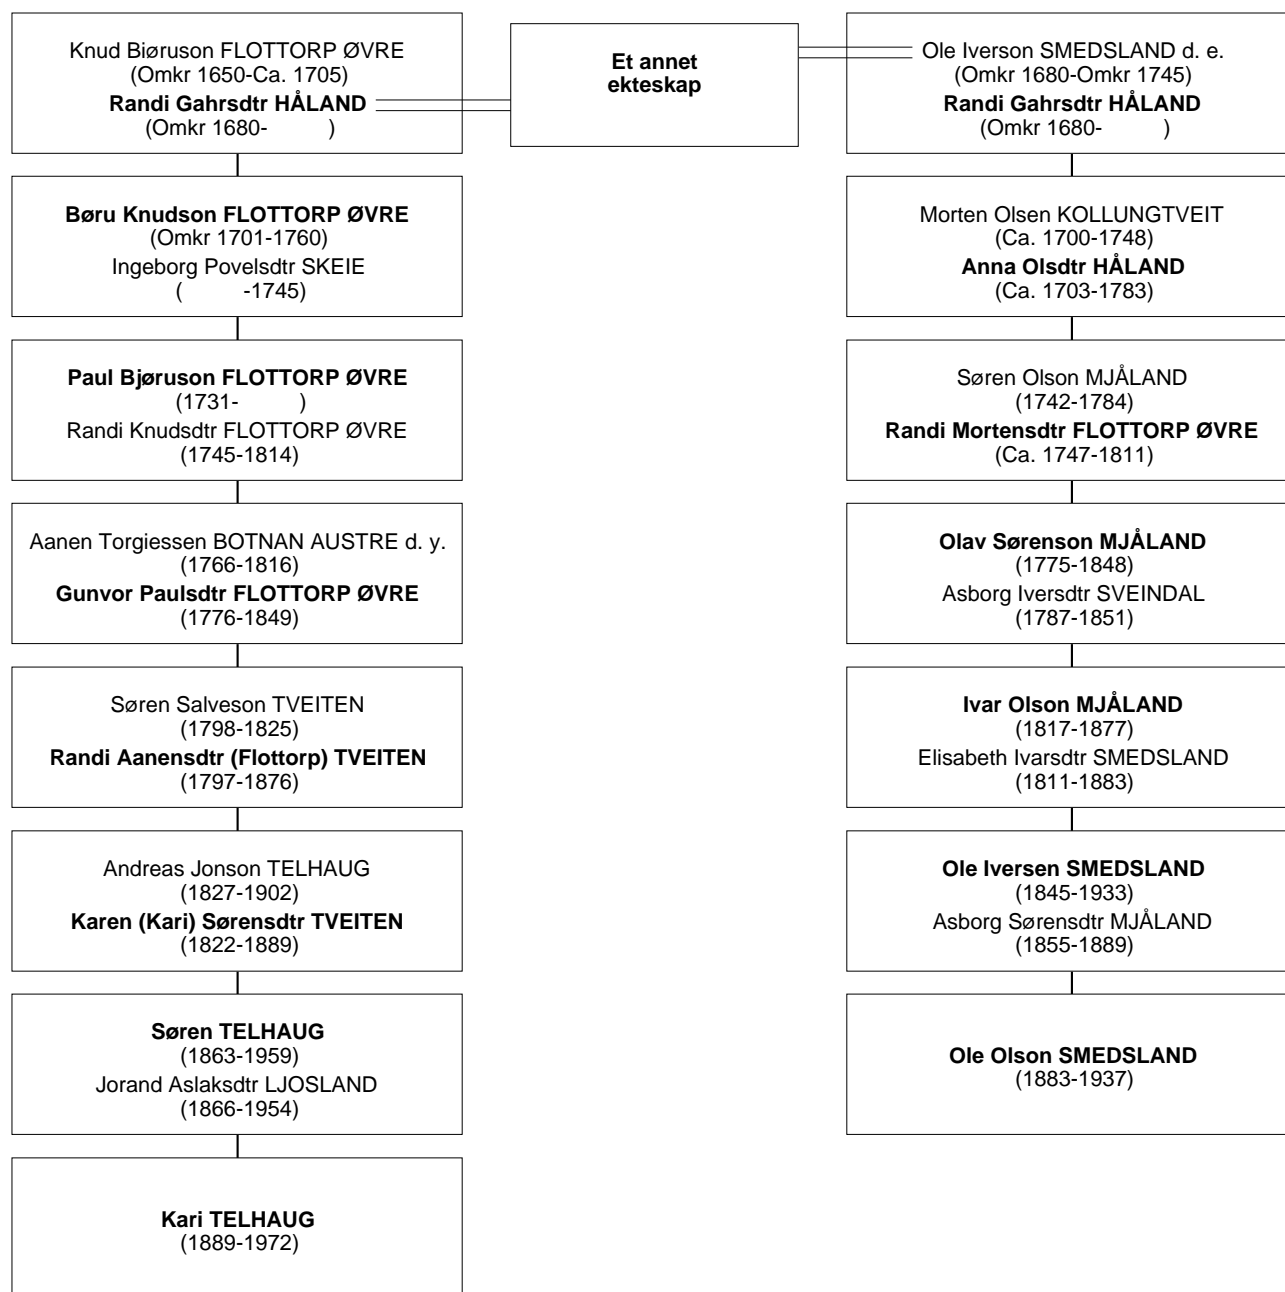 Knud Biøruson FLOTTORP ØVRE
(Omkr 1650-Ca. 1705)
Randi Gahrsdtr HÅLAND
(Omkr 1680- )
Et annet
ekteskap
Ole Iverson SMEDSLAND d. e.
(Omkr 1680-Omkr 1745)
Randi Gahrsdtr HÅLAND
(Omkr 1680- )
Børu Knudson FLOTTORP ØVRE
(Omkr 1701-1760)
Ingeborg Povelsdtr SKEIE
( -1745)
Morten Olsen KOLLUNGTVEIT
(Ca. 1700-1748)
Anna Olsdtr HÅLAND
(Ca. 1703-1783)
Paul Bjøruson FLOTTORP ØVRE
(1731- )
Randi Knudsdtr FLOTTORP ØVRE
(1745-1814)
Søren Olson MJÅLAND
(1742-1784)
Randi Mortensdtr FLOTTORP ØVRE
(Ca. 1747-1811)
Aanen Torgiessen BOTNAN AUSTRE d. y.
(1766-1816)
Gunvor Paulsdtr FLOTTORP ØVRE
(1776-1849)
Olav Sørenson MJÅLAND
(1775-1848)
Asborg Iversdtr SVEINDAL
(1787-1851)
Søren Salveson TVEITEN
(1798-1825)
Randi Aanensdtr (Flottorp) TVEITEN
(1797-1876)
Ivar Olson MJÅLAND
(1817-1877)
Elisabeth Ivarsdtr SMEDSLAND
(1811-1883)
Andreas Jonson TELHAUG
(1827-1902)
Karen (Kari) Sørensdtr TVEITEN
(1822-1889)
Ole Iversen SMEDSLAND
(1845-1933)
Asborg Sørensdtr MJÅLAND
(1855-1889)
Søren TELHAUG
(1863-1959)
Jorand Aslaksdtr LJOSLAND
(1866-1954)
Ole Olson SMEDSLAND
(1883-1937)
Kari TELHAUG
(1889-1972)